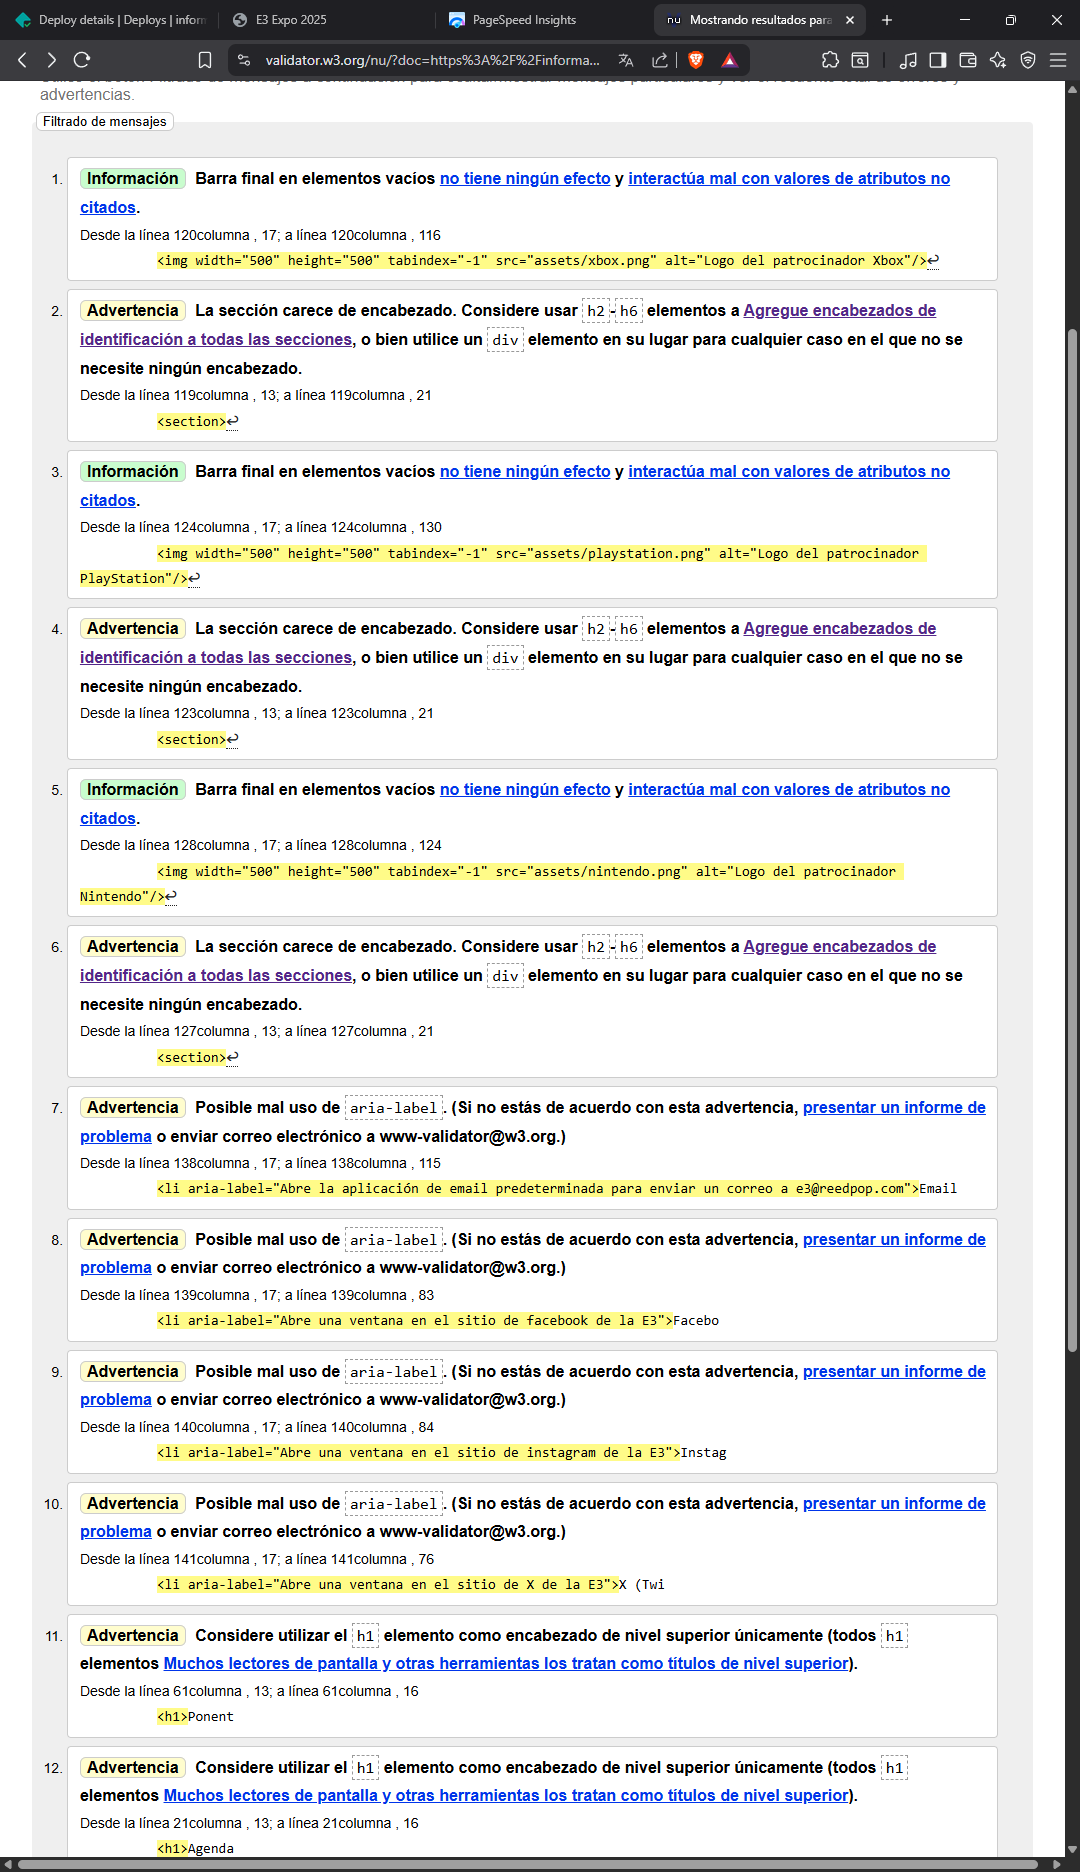 Deploy details | Deploys | inform
E3 Expo 2025
PageSpeed Insights
Mostrando resultados para
validator.w3.org/nu/?doc=https%3A%2F%2Finforma...
advertencias.
Filtrado de mensajes
1. Información Barra final en elementos vacíos no tiene ningún efecto y interactúa mal con valores de atributos no
citados.
Desde la línea 120columna , 17; a línea 120columna , 116
<img width="500" height="500" tabindex="-1" src="assets/xbox.png" alt="Logo del patrocinador Xbox"/>↩
2. Advertencia La sección carece de encabezado. Considere usar h2-h6 elementos a Agregue encabezados de
identificación a todas las secciones, o bien utilice un div elemento en su lugar para cualquier caso en el que no se
necesite ningún encabezado.
Desde la línea 119columna , 13; a línea 119columna , 21
<section>↩
3. Información Barra final en elementos vacíos no tiene ningún efecto y interactúa mal con valores de atributos no
citados.
Desde la línea 124columna , 17; a línea 124columna , 130
<img width="500" height="500" tabindex="-1" src="assets/playstation.png" alt="Logo del patrocinador
PlayStation"/>↩
4. Advertencia La sección carece de encabezado. Considere usar h2-h6 elementos a Agregue encabezados de
identificación a todas las secciones, o bien utilice un div elemento en su lugar para cualquier caso en el que no se
necesite ningún encabezado.
Desde la línea 123columna , 13; a línea 123columna , 21
<section>↩
5. Información Barra final en elementos vacíos no tiene ningún efecto y interactúa mal con valores de atributos no
citados.
Desde la línea 128columna , 17; a línea 128columna , 124
<img width="500" height="500" tabindex="-1" src="assets/nintendo.png" alt="Logo del patrocinador
Nintendo"/>↩
6. Advertencia La sección carece de encabezado. Considere usar h2-h6 elementos a Agregue encabezados de
identificación a todas las secciones, o bien utilice un div elemento en su lugar para cualquier caso en el que no se
necesite ningún encabezado.
Desde la línea 127columna , 13; a línea 127columna , 21
<section>↩
7. Advertencia Posible mal uso de aria-label. (Si no estás de acuerdo con esta advertencia, presentar un informe de
problema o enviar correo electrónico a www-validator@w3.org.)
Desde la línea 138columna , 17; a línea 138columna , 115
<li aria-label="Abre la aplicación de email predeterminada para enviar un correo a e3@reedpop.com">Email
8. Advertencia Posible mal uso de aria-label. (Si no estás de acuerdo con esta advertencia, presentar un informe de
problema o enviar correo electrónico a www-validator@w3.org.)
Desde la línea 139columna , 17; a línea 139columna , 83
<li aria-label="Abre una ventana en el sitio de facebook de la E3">Facebo
9. Advertencia Posible mal uso de aria-label. (Si no estás de acuerdo con esta advertencia, presentar un informe de
problema o enviar correo electrónico a www-validator@w3.org.)
Desde la línea 140columna , 17; a línea 140columna , 84
<li aria-label="Abre una ventana en el sitio de instagram de la E3">Instag
10. Advertencia Posible mal uso de aria-label. (Si no estás de acuerdo con esta advertencia, presentar un informe de
problema o enviar correo electrónico a www-validator@w3.org.)
Desde la línea 141columna , 17; a línea 141columna , 76
<li aria-label="Abre una ventana en el sitio de X de la E3">X (Twi
11. Advertencia Considere utilizar el h1 elemento como encabezado de nivel superior únicamente (todos h1
elementos Muchos lectores de pantalla y otras herramientas los tratan como títulos de nivel superior).
Desde la línea 61columna , 13; a línea 61columna , 16
<h1>Ponent
12. Advertencia Considere utilizar el h1 elemento como encabezado de nivel superior únicamente (todos h1
elementos Muchos lectores de pantalla y otras herramientas los tratan como títulos de nivel superior).
Desde la línea 21columna , 13; a línea 21columna , 16
<h1>Agenda